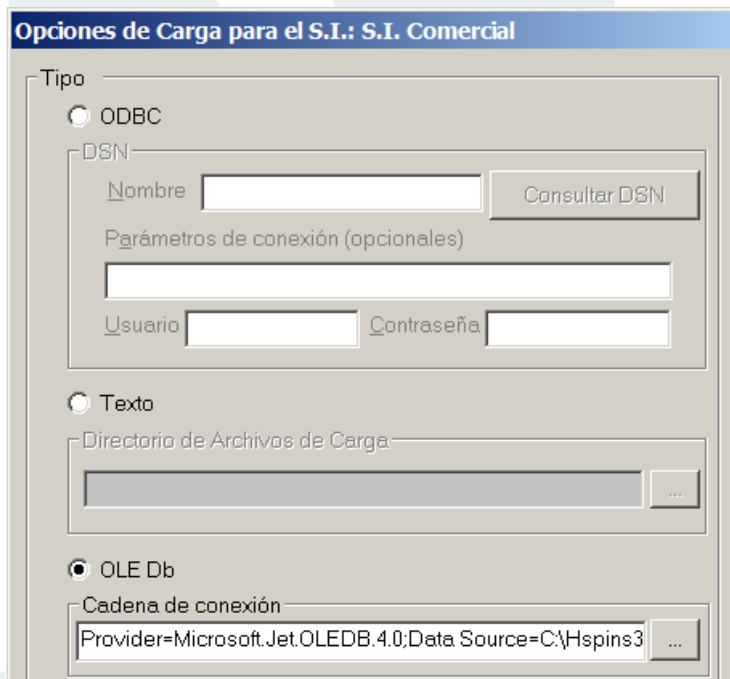 Opciones de Carga para el S.I.: S.I. Comercial
Tipo
ODBC
DSN
Nombre
Consultar DSN
Parámetros de conexión (opcionales)
Usuario
Contraseña
Texto
Directorio de Archivos de Carga
...
OLE Db
Cadena de conexión
Provider=Microsoft.Jet.OLEDB.4.0;Data Source=C:\Hspins3
...